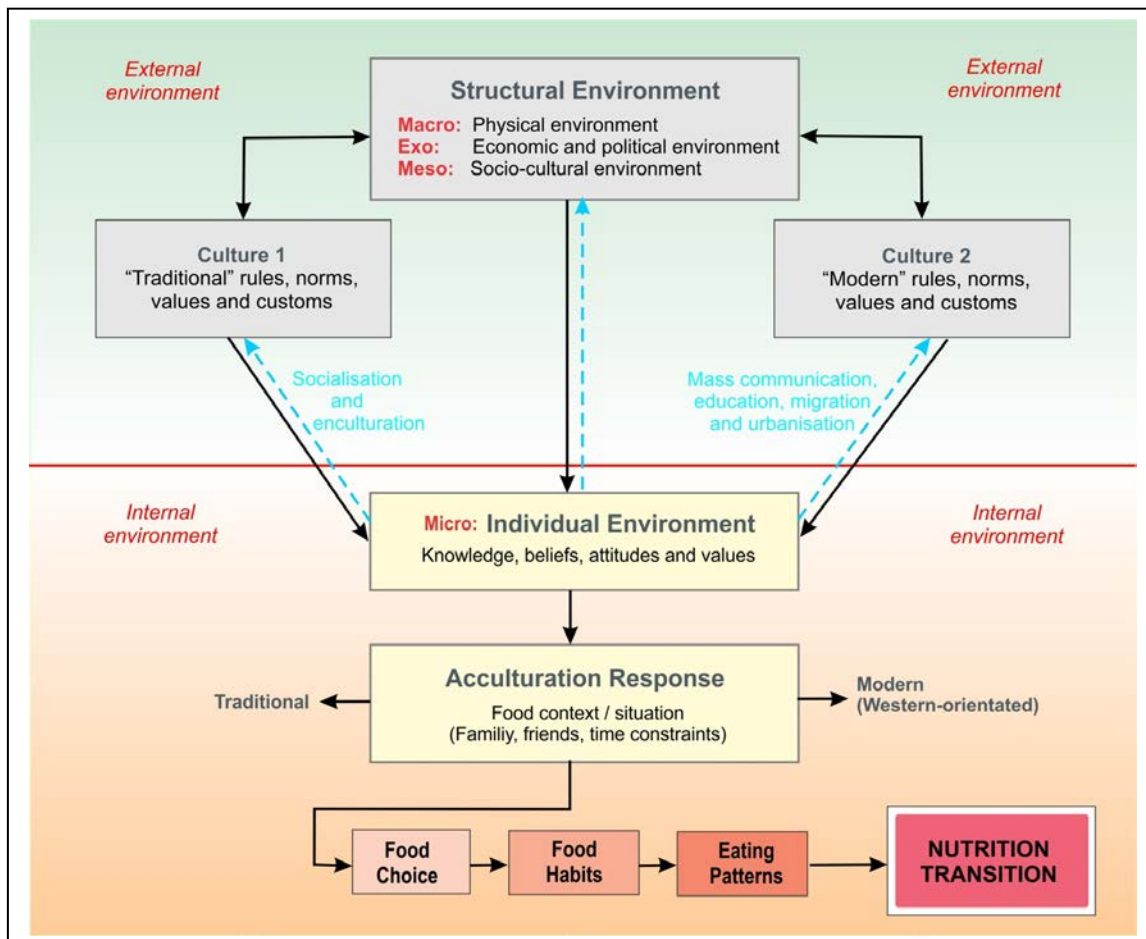 External
environment
External
environment
Structural Environment
Macro: Physical environment
Exo: Economic and political environment
Meso: Socio-cultural environment
Culture 1
“Traditional” rules, norms,
values and customs
Culture 2
“Modern” rules, norms,
values and customs
Socialisation
and
enculturation
Mass communication,
education, migration
and urbanisation
Internal
environment
Internal
environment
Micro: Individual Environment
Knowledge, beliefs, attitudes and values
Acculturation Response
Food context / situation
(Familiy, friends, time constraints)
Traditional
Modern
(Western-orientated)
Food
Choice
Food
Habits
Eating
Patterns
NUTRITION
TRANSITION